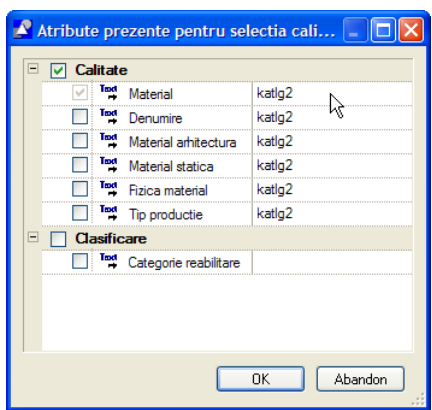 Atribute prezente pentru selectia cali...
Calitate
Text Material katlg2
Text Denumire katlg2
Text Material arhitectura katlg2
Text Material statica katlg2
Text Fizica material katlg2
Text Tip productie katlg2
Clasificare
Text Categorie reabilitare
OK Abandon